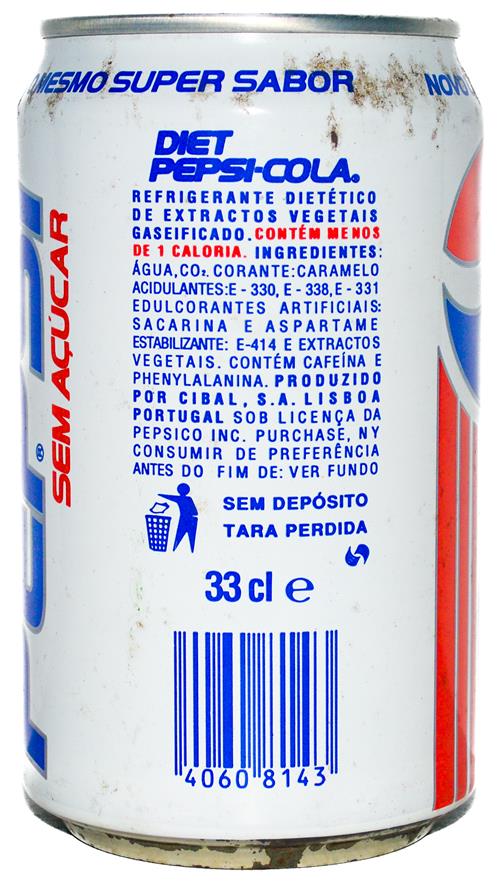 O MESMO SUPER SABOR
NOVO
SEM AÇÚCAR
DIET
PEPSI-COLA®
REFRIGERANTE DIETÉTICO
DE EXTRACTOS VEGETAIS
GASEIFICADO. CONTÉM MENOS
DE 1 CALORIA. INGREDIENTES:
ÁGUA,CO₂. CORANTE:CARAMELO
ACIDULANTES:E - 330, E - 338, E - 331
EDULCORANTES ARTIFICIAIS:
SACARINA E ASPARTAME
ESTABILIZANTE: E-414 E EXTRACTOS
VEGETAIS. CONTÉM CAFEÍNA E
PHENYLALANINA. PRODUZIDO
POR CIBAL, S.A. LISBOA
PORTUGAL SOB LICENÇA DA
PEPSICO INC. PURCHASE, NY
CONSUMIR DE PREFERÊNCIA
ANTES DO FIM DE: VER FUNDO
SEM DEPÓSITO
TARA PERDIDA
33 cl e
4060 8143